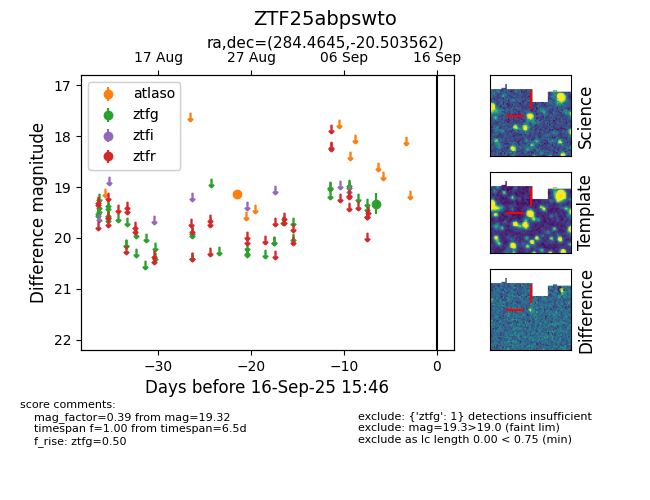 ZTF25abpswto
ra,dec=(284.4645,-20.503562)
17 Aug
27 Aug
06 Sep
16 Sep
atlaso
ztfg
ztfi
ztfr
Difference magnitude
17
18
19
20
21
22
−30
−20
−10
0
Days before 16-Sep-25 15:46
Science
Template
Difference
score comments:
mag_factor=0.39 from mag=19.32
timespan f=1.00 from timespan=6.5d
f_rise: ztfg=0.50
exclude: {'ztfg': 1} detections insufficient
exclude: mag=19.3>19.0 (faint lim)
exclude as lc length 0.00 < 0.75 (min)